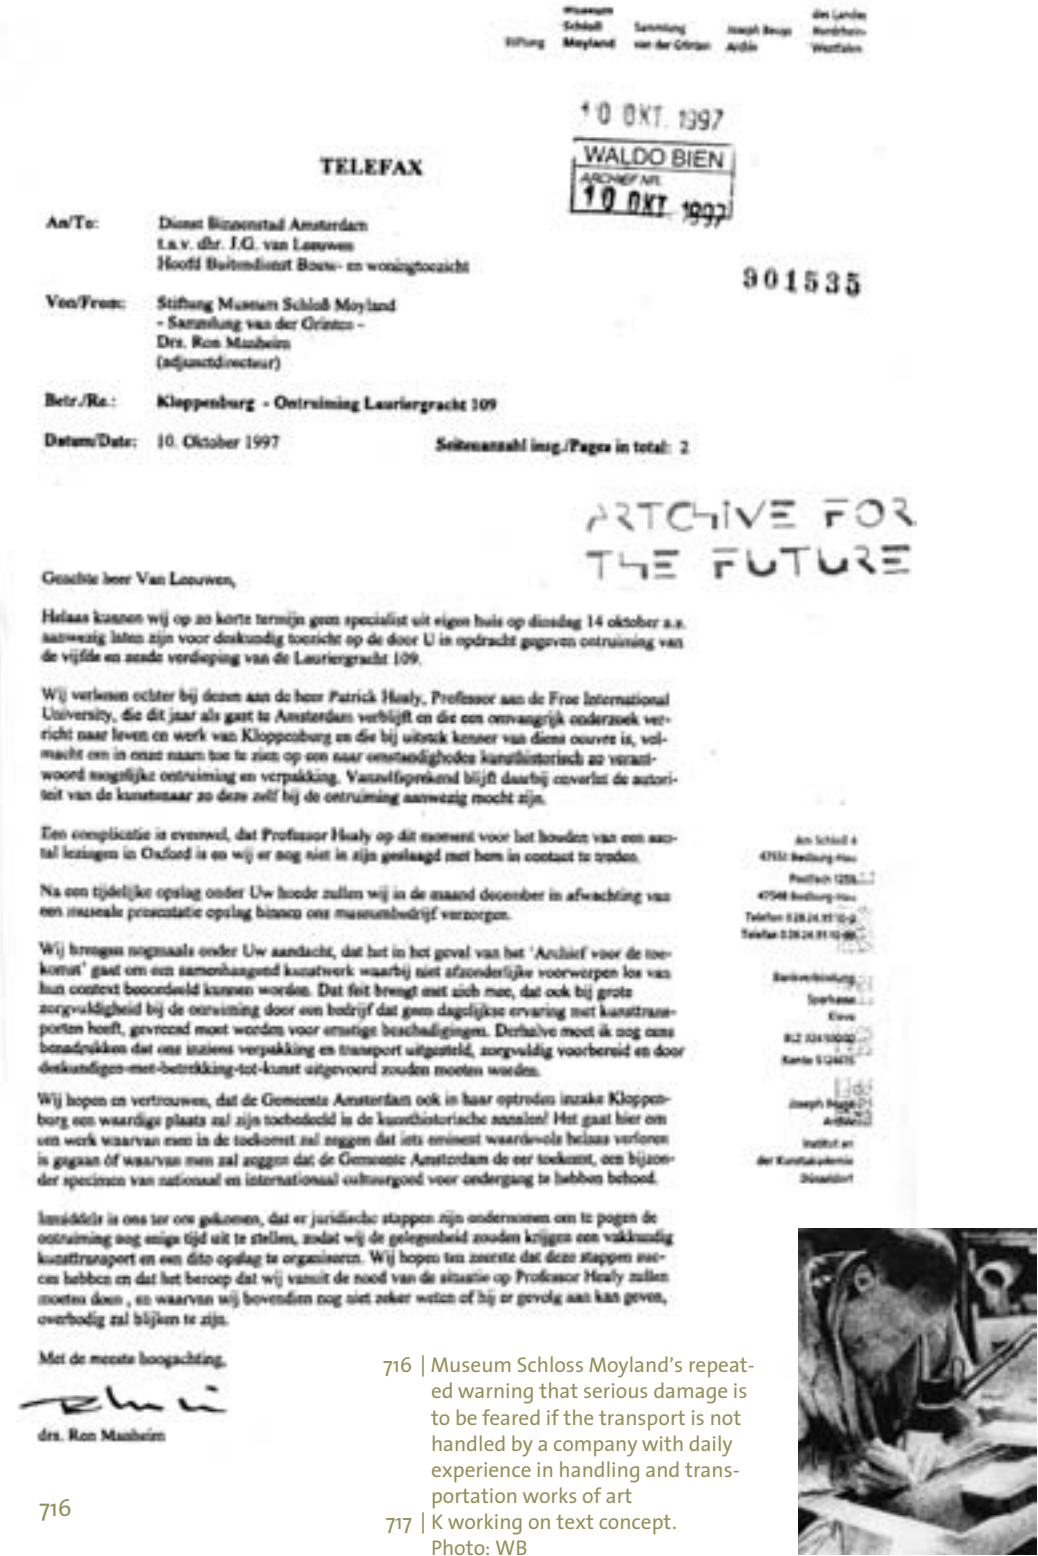 Museum
Schloß
Stiftung Moyland
Sammlung
van der Grinten
Joseph Beuys
Archiv
des Landes
Nordrhein-
Westfalen
10 OKT. 1997
WALDO BIEN
ARCHIEF NR.
10 OKT 1997
TELEFAX
An/To: Dienst Binnenstad Amsterdam
t.a.v. dhr. J.G. van Leeuwen
Hoofd Buitendienst Bouw- en woningtoezicht
901535
Von/From: Stiftung Museum Schloß Moyland
- Sammlung van der Grinten -
Drs. Ron Manheim
(adjunctdirecteur)
Betr./Re.: Kloppenburg - Ontruiming Lauriergracht 109
Datum/Date: 10. Oktober 1997 Seitenanzahl insg./Pages in total: 2
ARTCHIVE FOR
THE FUTURE
Geachte heer Van Leeuwen,
Helaas kunnen wij op zo korte termijn geen specialist uit eigen huis op dinsdag 14 oktober a.s.
aanwezig laten zijn voor deskundig toezicht op de door U in opdracht gegeven ontruiming van
de vijfde en zesde verdieping van de Lauriergracht 109.
Wij verlenen echter bij dezen aan de heer Patrick Healy, Professor aan de Free International
University, die dit jaar als gast te Amsterdam verblijft en die een omvangrijk onderzoek ver-
richt naar leven en werk van Kloppenburg en die bij uitstek kenner van diens oeuvre is, vol-
macht om in onze naam toe te zien op een naar omstandigheden kunsthistorisch zo verant-
woord mogelijke ontruiming en verpakking. Vanzelfsprekend blijft daarbij onverlet de autori-
teit van de kunstenaar zo deze zelf bij de ontruiming aanwezig mocht zijn.
Een complicatie is evenwel, dat Professor Healy op dit moment voor het houden van een aan-
tal lezingen in Oxford is en wij er nog niet in zijn geslaagd met hem in contact te treden.
Na een tijdelijke opslag onder Uw hoede zullen wij in de maand december in afwachting van
een museale presentatie opslag binnen ons museumbedrijf verzorgen.
Wij brengen nogmaals onder Uw aandacht, dat het in het geval van het 'Archief voor de toe-
komst' gaat om een samenhangend kunstwerk waarbij niet afzonderlijke voorwerpen los van
hun context beoordeeld kunnen worden. Dat feit brengt met zich mee, dat ook bij grote
zorgvuldigheid bij de ontruiming door een bedrijf dat geen dagelijkse ervaring met kunsttrans-
porten heeft, gevreesd moet worden voor ernstige beschadigingen. Derhalve moet ik nog eens
benadrukken dat ons inziens verpakking en transport uitgesteld, zorgvuldig voorbereid en door
deskundigen-met-betrekking-tot-kunst uitgevoerd zouden moeten worden.
Wij hopen en vertrouwen, dat de Gemeente Amsterdam ook in haar optreden inzake Kloppen-
burg een waardige plaats zal zijn toebedeeld in de kunsthistorische annalen! Het gaat hier om
een werk waarvan men in de toekomst zal zeggen dat iets eminent waardevols helaas verloren
is gegaan óf waarvan men zal zeggen dat de Gemeente Amsterdam de eer toekomt, een bijzon-
der specimen van nationaal en internationaal cultuurgoed voor ondergang te hebben behoed.
Inmiddels is ons ter ore gekomen, dat er juridische stappen zijn ondernomen om te pogen de
ontruiming nog enige tijd uit te stellen, zodat wij de gelegenheid zouden krijgen een vakkundig
kunsttransport en een dito opslag te organiseren. Wij hopen ten zeerste dat deze stappen suc-
ces hebben en dat het beroep dat wij vanuit de nood van de situatie op Professor Healy zullen
moeten doen , en waarvan wij bovendien nog niet zeker weten of hij er gevolg aan kan geven,
overbodig zal blijken te zijn.
Met de meeste hoogachting,
drs. Ron Manheim
Am Schloß 4
47551 Bedburg-Hau
Postfach
47548 Bedburg-Hau
Telefon
Telefax
Bankverbindung
Sparkasse
Kleve
BLZ
Konto
Joseph Beuys
Archiv
Institut an
der Kunstakademie
Düsseldorf
716 | Museum Schloss Moyland's repeat-
ed warning that serious damage is
to be feared if the transport is not
handled by a company with daily
experience in handling and trans-
portation works of art
717 | K working on text concept.
Photo: WB
716